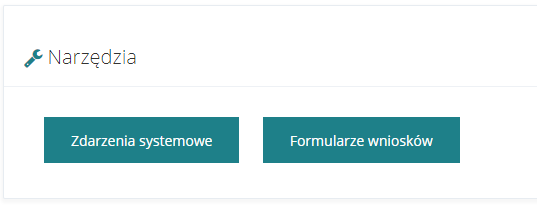 Narzędzia
Zdarzenia systemowe
Formularze wniosków